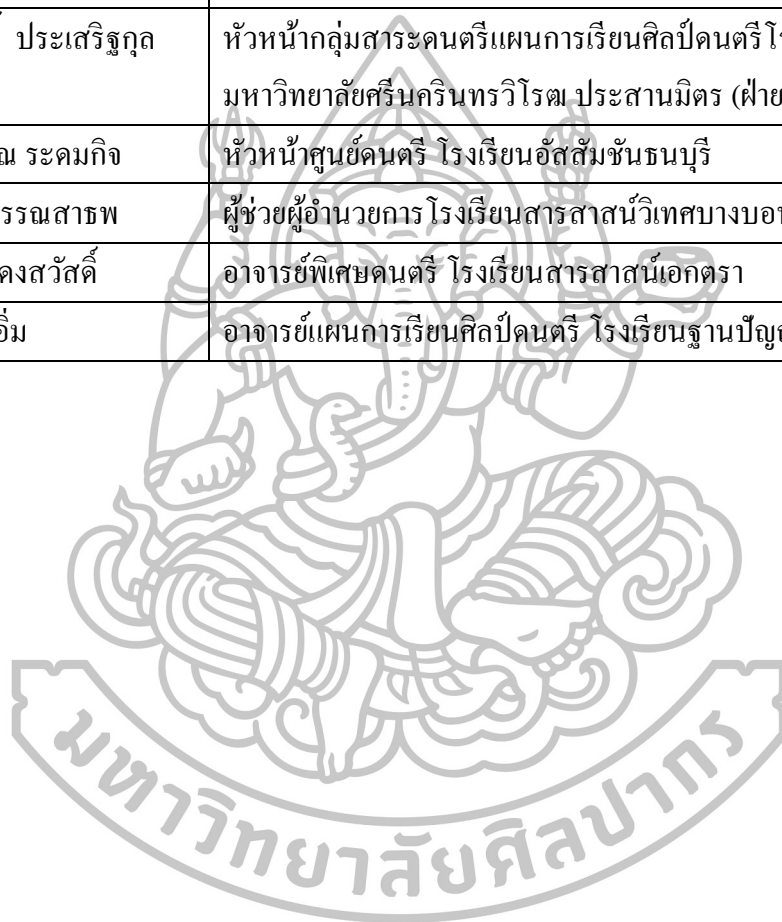 ประเสริฐกุล หัวหน้ากลุ่มสาระดนตรีแผนการเรียนศิลป์ดนตรี
มหาวิทยาลัยศรีนครินทรวิโรฒ ประสานมิตร (ฝ่าย
ระดมกิจ หัวหน้าศูนย์ดนตรี โรงเรียนอัสสัมชันธนบุรี
รรณสาธพ ผู้ช่วยผู้อำนวยการโรงเรียนสารสาสน์วิเทศบางบอ
ดงสวัสดิ์ อาจารย์พิเศษดนตรี โรงเรียนสารสาสน์เอกตรา
อิ่ม อาจารย์แผนการเรียนศิลป์ดนตรี โรงเรียนฐานปัญ
มหาวิทยาลัยศิลปากร